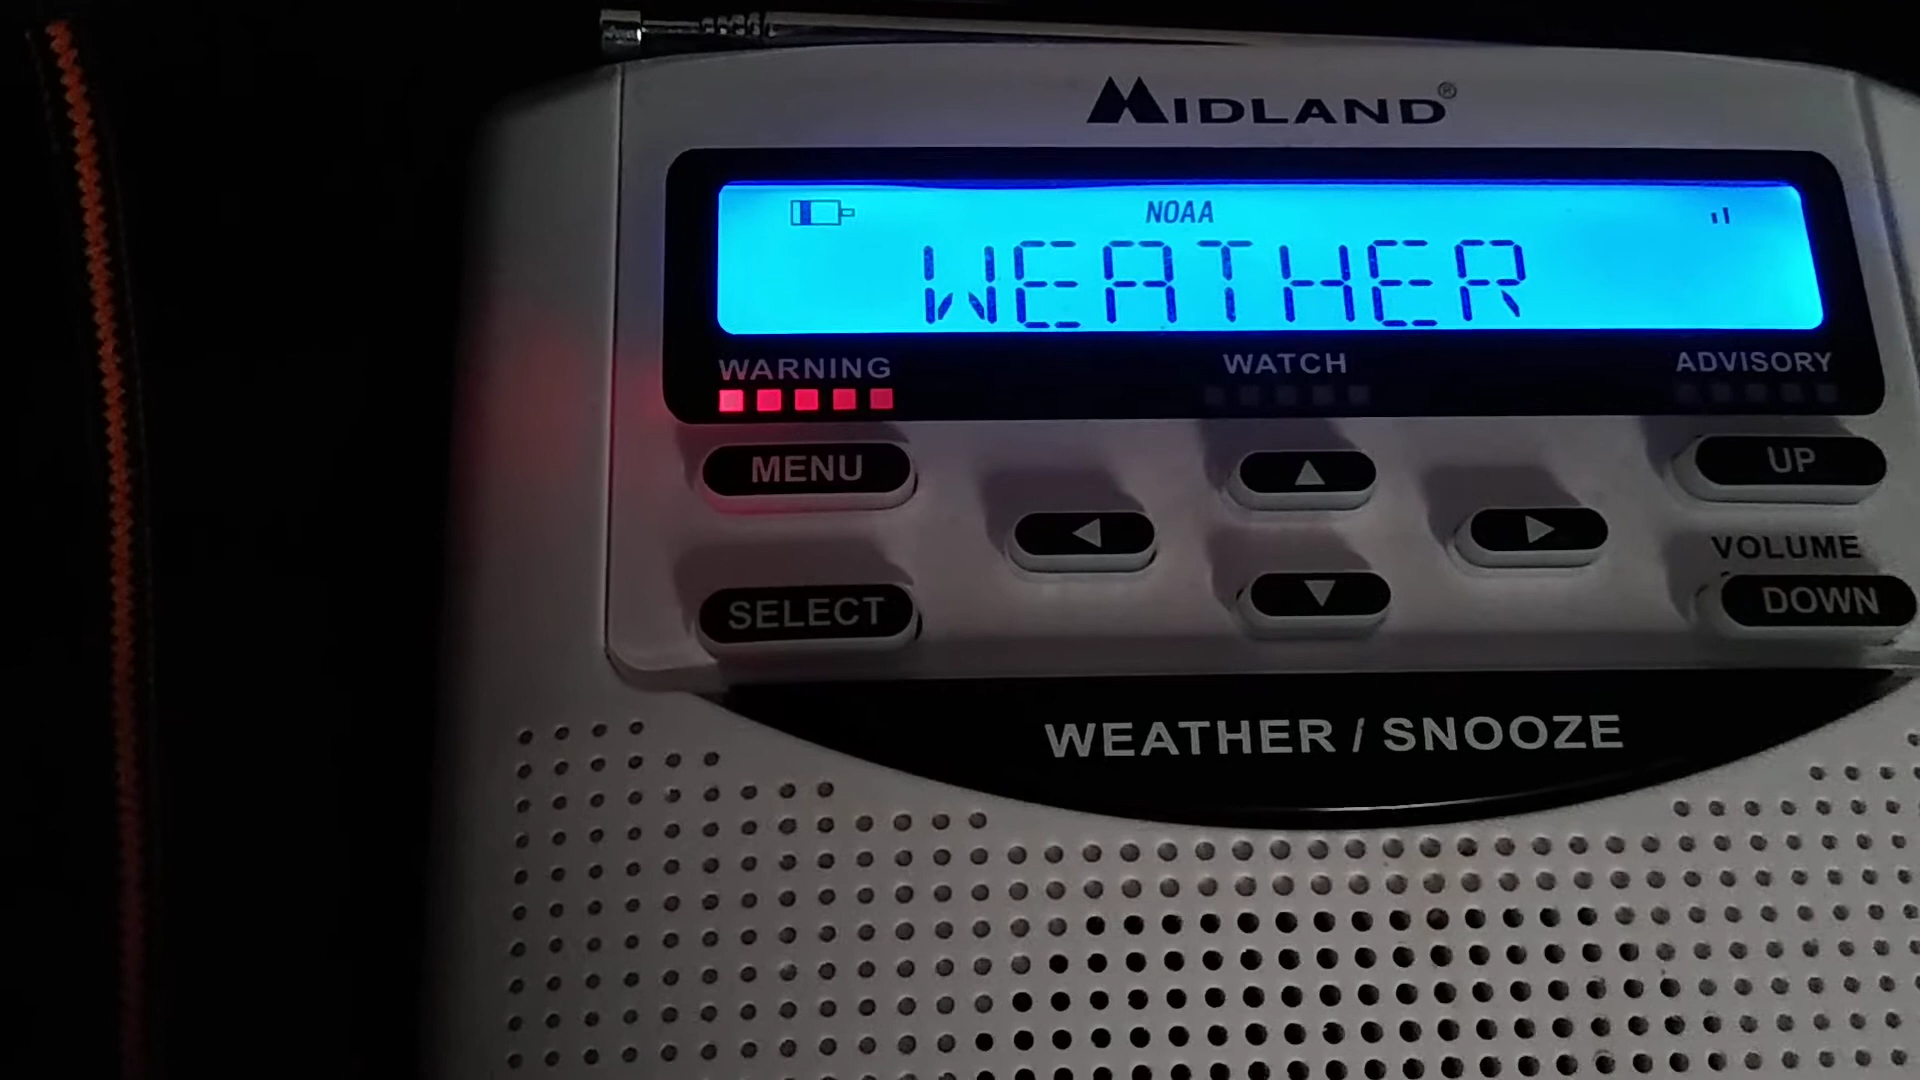 MIDLAND®
NOAA
WEATHER
WARNING
WATCH
ADVISORY
MENU
UP
VOLUME
SELECT
DOWN
WEATHER / SNOOZE